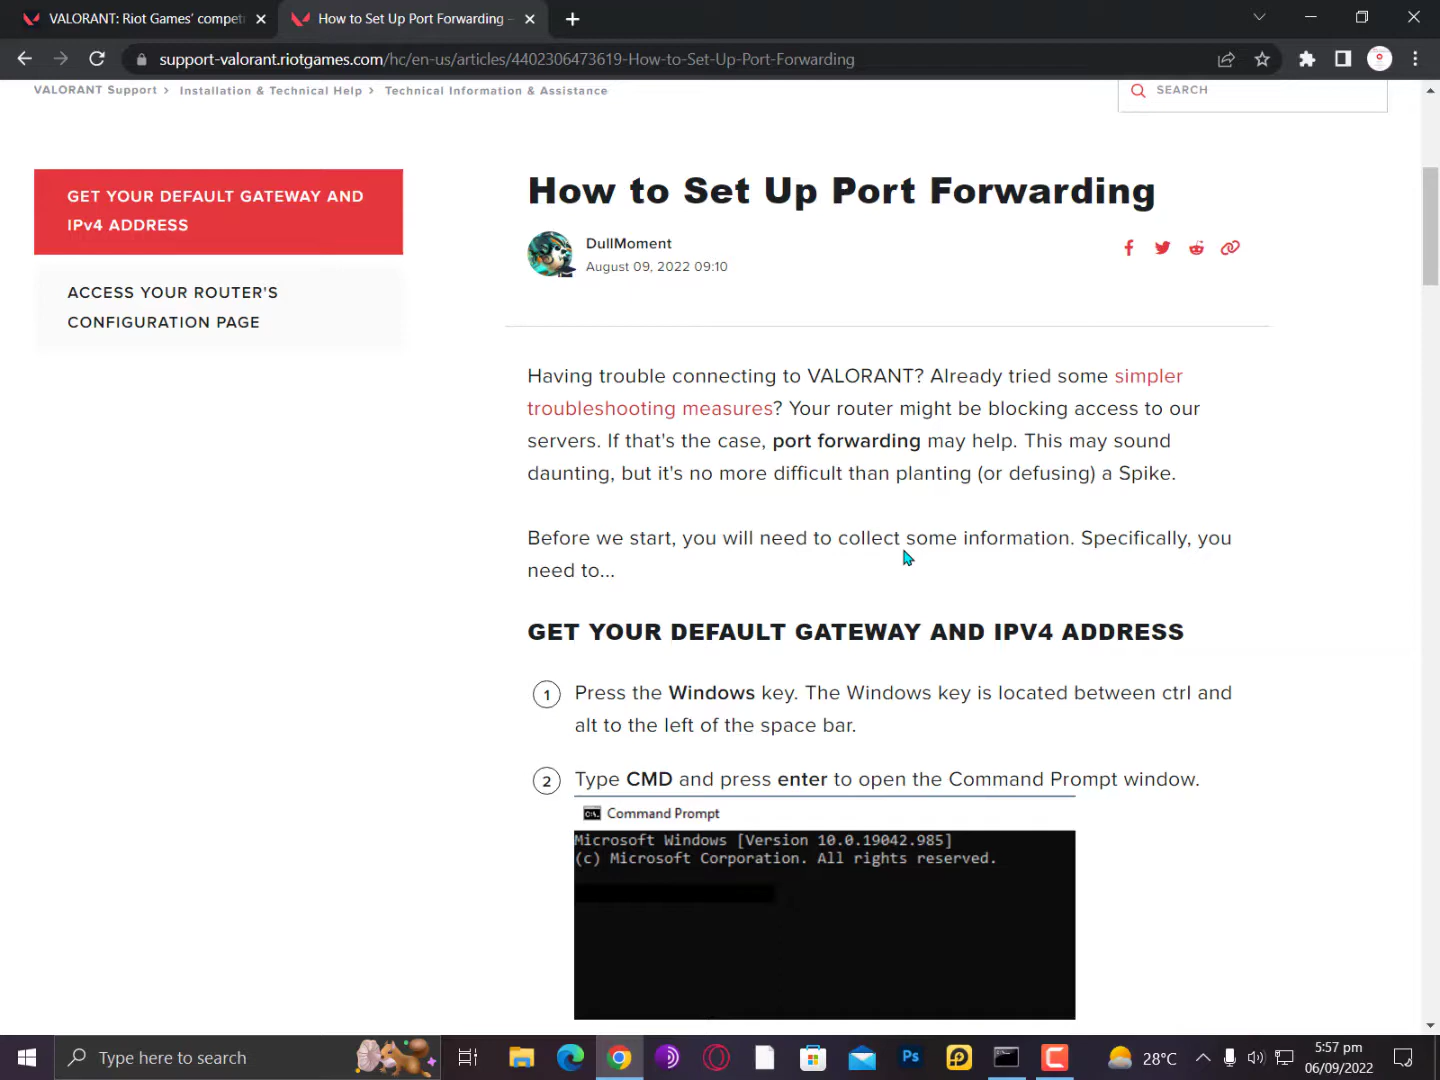 VALORANT: Riot Games' compet
How to Set Up Port Forwarding –
support-valorant.riotgames.com/hc/en-us/articles/4402306473619-How-to-Set-Up-Port-Forwarding
VALORANT Support > Installation & Technical Help > Technical Information & Assistance
SEARCH
GET YOUR DEFAULT GATEWAY AND
IPv4 ADDRESS
ACCESS YOUR ROUTER'S
CONFIGURATION PAGE
How to Set Up Port Forwarding
DullMoment
August 09, 2022 09:10
Having trouble connecting to VALORANT? Already tried some simpler
troubleshooting measures? Your router might be blocking access to our
servers. If that's the case, port forwarding may help. This may sound
daunting, but it's no more difficult than planting (or defusing) a Spike.
Before we start, you will need to collect some information. Specifically, you
need to...
GET YOUR DEFAULT GATEWAY AND IPV4 ADDRESS
1 Press the Windows key. The Windows key is located between ctrl and
alt to the left of the space bar.
2 Type CMD and press enter to open the Command Prompt window.
Command Prompt
Microsoft Windows [Version 10.0.19042.985]
(c) Microsoft Corporation. All rights reserved.
Type here to search
Ps
28°C
5:57 pm
06/09/2022